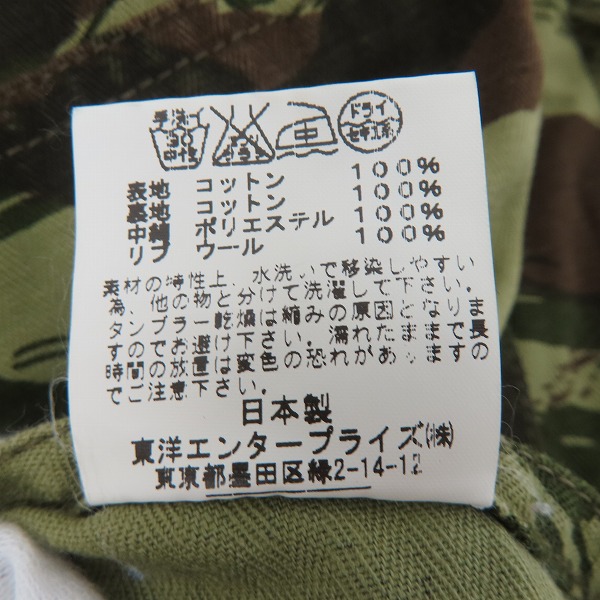 手洗イ
30
中性
エンソ
サラシ
中
ドライ
セキユ系
表地 コットン 100%
裏地 コットン 100%
中綿 ポリエステル 100%
リブ ウール 100%
素材の特性上、水洗いで移染しやすい
為、他の物と分けて洗濯して下さい。
タンブラー乾燥は縮みの原因となりま
すのでお避け下さい。濡れたままで長
時間の放置は変色の恐れがありますの
でご注意下さい。
日本製
東洋エンタープライズ(株)
東京都墨田区緑2-14-12